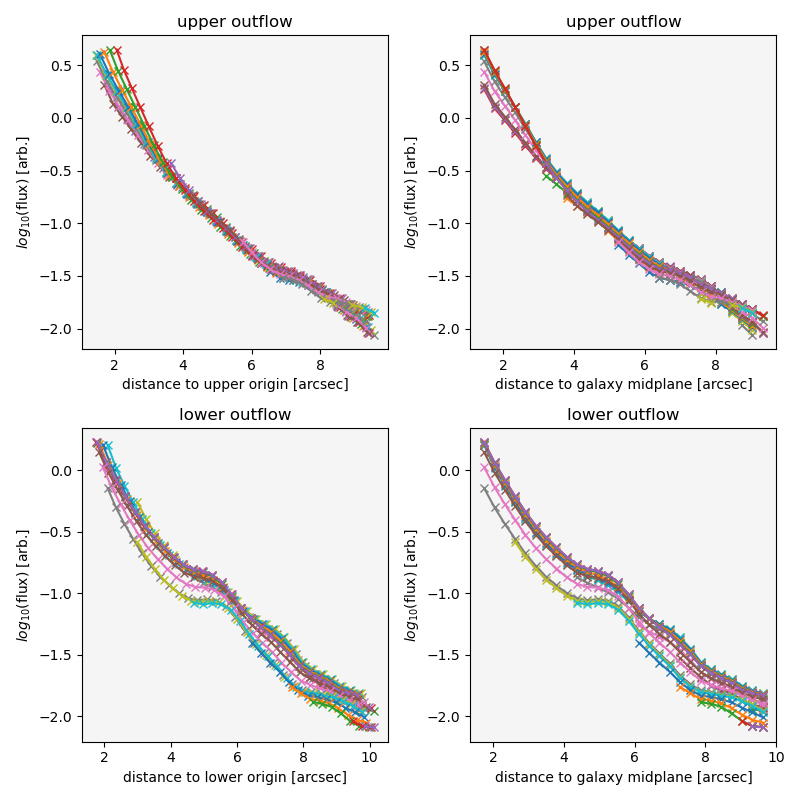 upper outflow
upper outflow
log₁₀(flux) [arb.]
0.5
0.0
−0.5
−1.0
−1.5
−2.0
2 4 6 8
distance to upper origin [arcsec]
log₁₀(flux) [arb.]
0.5
0.0
−0.5
−1.0
−1.5
−2.0
2 4 6 8
distance to galaxy midplane [arcsec]
lower outflow
lower outflow
log₁₀(flux) [arb.]
0.0
−0.5
−1.0
−1.5
−2.0
2 4 6 8 10
distance to lower origin [arcsec]
log₁₀(flux) [arb.]
0.0
−0.5
−1.0
−1.5
−2.0
2 4 6 8 10
distance to galaxy midplane [arcsec]